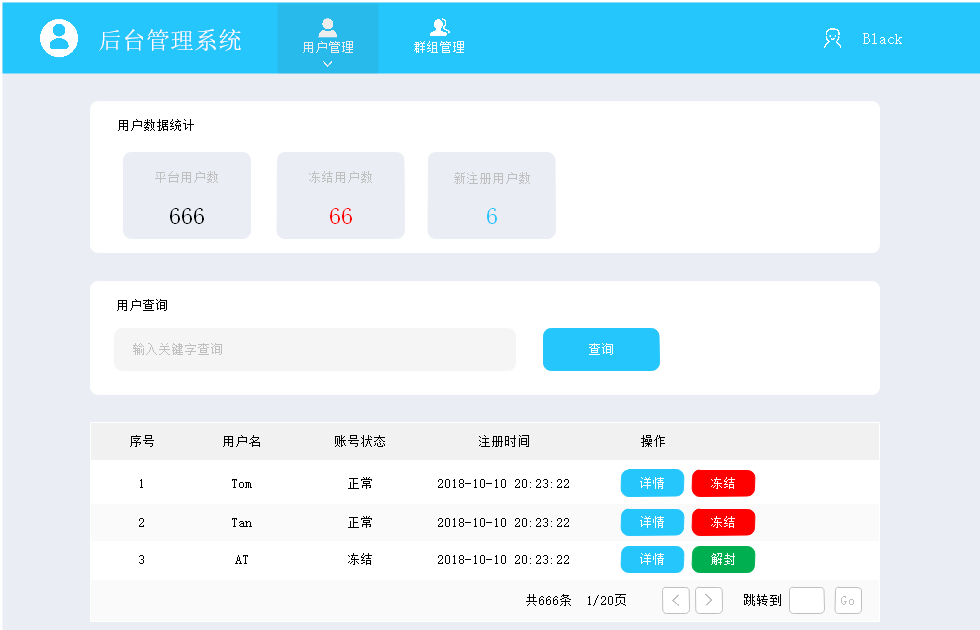 后台管理系统 用户管理 群组管理 Black
用户数据统计
平台用户数 冻结用户数 新注册用户数
666 66 6
用户查询
输入关键字查询 查询
序号 用户名 账号状态 注册时间 操作
1 Tom 正常 2018-10-10 20:23:22 详情 冻结
2 Tan 正常 2018-10-10 20:23:22 详情 冻结
3 AT 冻结 2018-10-10 20:23:22 详情 解封
共666条 1/20页 < > 跳转到 Go